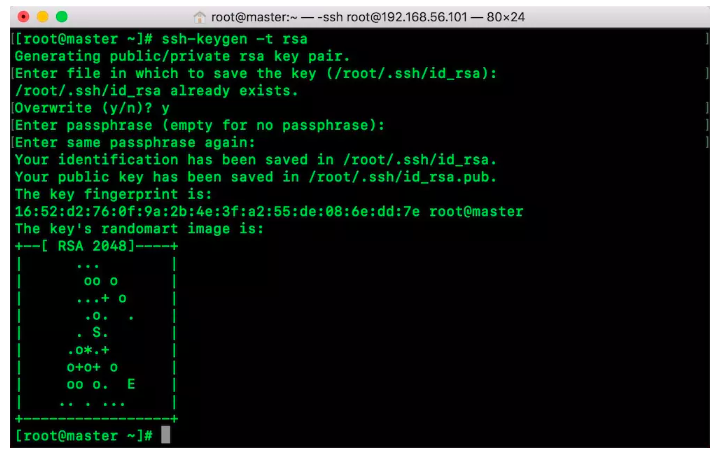 root@master:~ — -ssh root@192.168.56.101 — 80×24
[[root@master ~]# ssh-keygen -t rsa ]
Generating public/private rsa key pair.
[Enter file in which to save the key (/root/.ssh/id_rsa): ]
/root/.ssh/id_rsa already exists.
[Overwrite (y/n)? y ]
[Enter passphrase (empty for no passphrase): ]
[Enter same passphrase again: ]
Your identification has been saved in /root/.ssh/id_rsa.
Your public key has been saved in /root/.ssh/id_rsa.pub.
The key fingerprint is:
16:52:d2:76:0f:9a:2b:4e:3f:a2:55:de:08:6e:dd:7e root@master
The key's randomart image is:
+--[ RSA 2048]----+
|      ...        |
|       oo o      |
|      ...+ o     |
|       .o.  .    |
|      . S.       |
|     .o*.+       |
|     o+o+ o      |
|     oo o.  E    |
|    .. . ...     |
+-----------------+
[root@master ~]#